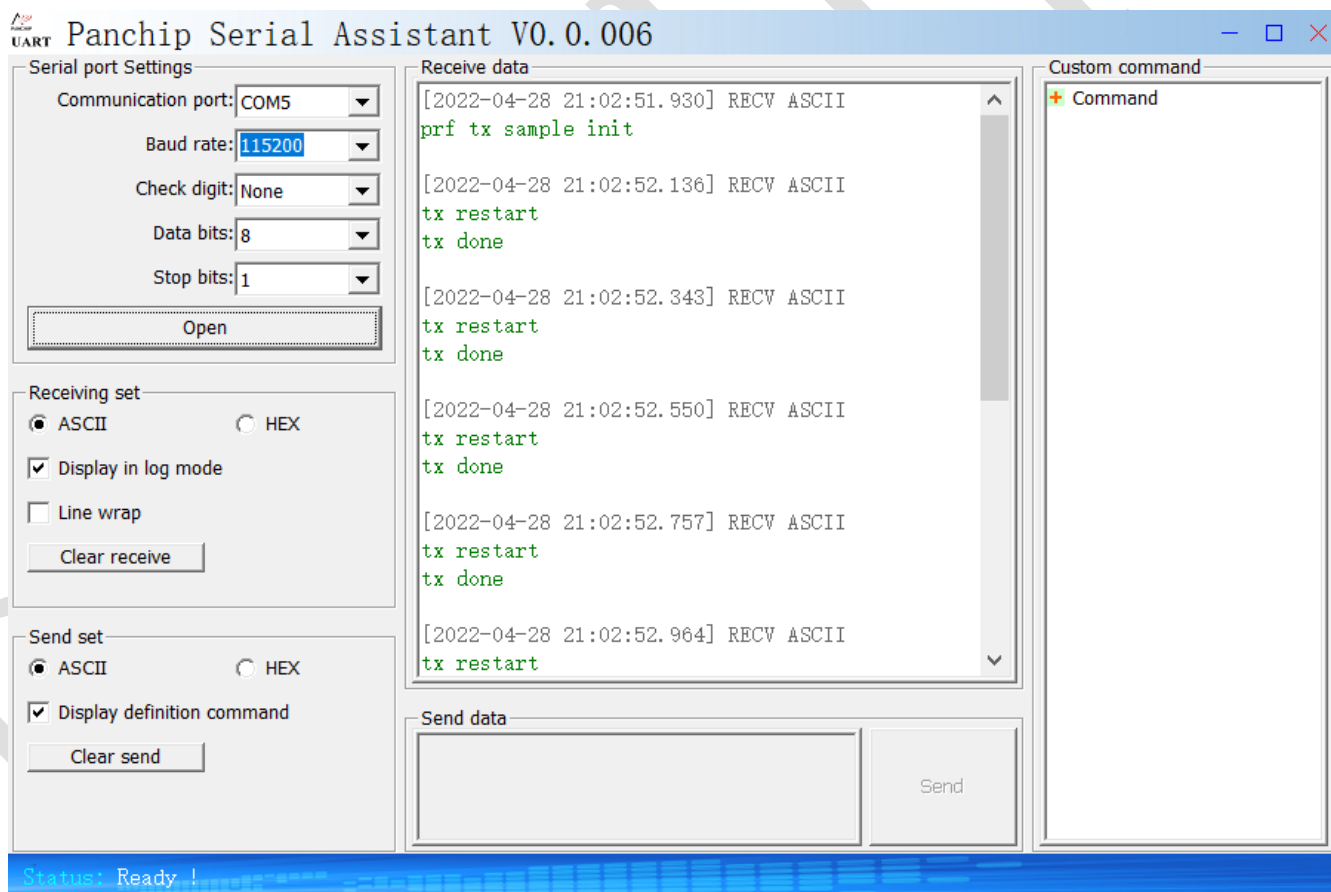 PANCHIP
UART Panchip Serial Assistant V0.0.006
Serial port Settings
Communication port: COM5
Baud rate: 115200
Check digit: None
Data bits: 8
Stop bits: 1
Open
Receiving set
ASCII HEX
Display in log mode
Line wrap
Clear receive
Send set
ASCII HEX
Display definition command
Clear send
Receive data
[2022-04-28 21:02:51.930] RECV ASCII
prf tx sample init
[2022-04-28 21:02:52.136] RECV ASCII
tx restart
tx done
[2022-04-28 21:02:52.343] RECV ASCII
tx restart
tx done
[2022-04-28 21:02:52.550] RECV ASCII
tx restart
tx done
[2022-04-28 21:02:52.757] RECV ASCII
tx restart
tx done
[2022-04-28 21:02:52.964] RECV ASCII
tx restart
Send data
Send
Custom command
Command
Status: Ready !